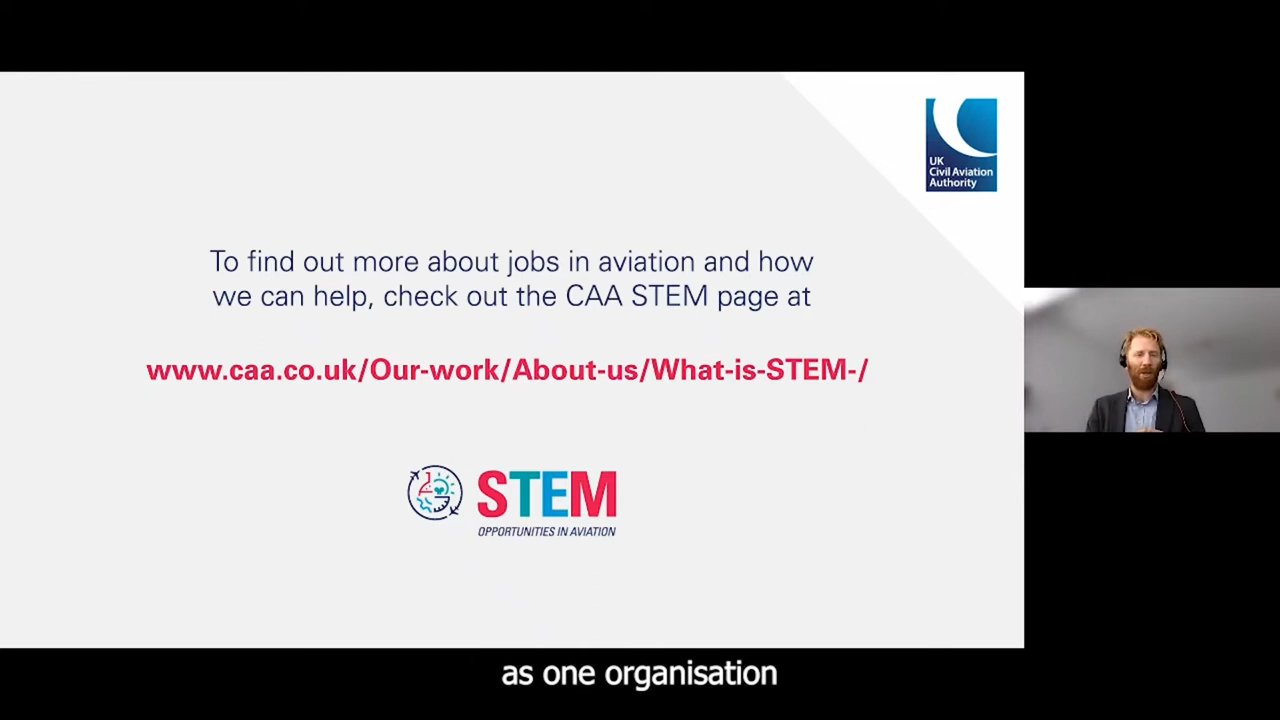 UK
Civil Aviation
Authority
To find out more about jobs in aviation and how
we can help, check out the CAA STEM page at
www.caa.co.uk/Our-work/About-us/What-is-STEM-/
STEM
OPPORTUNITIES IN AVIATION
as one organisation